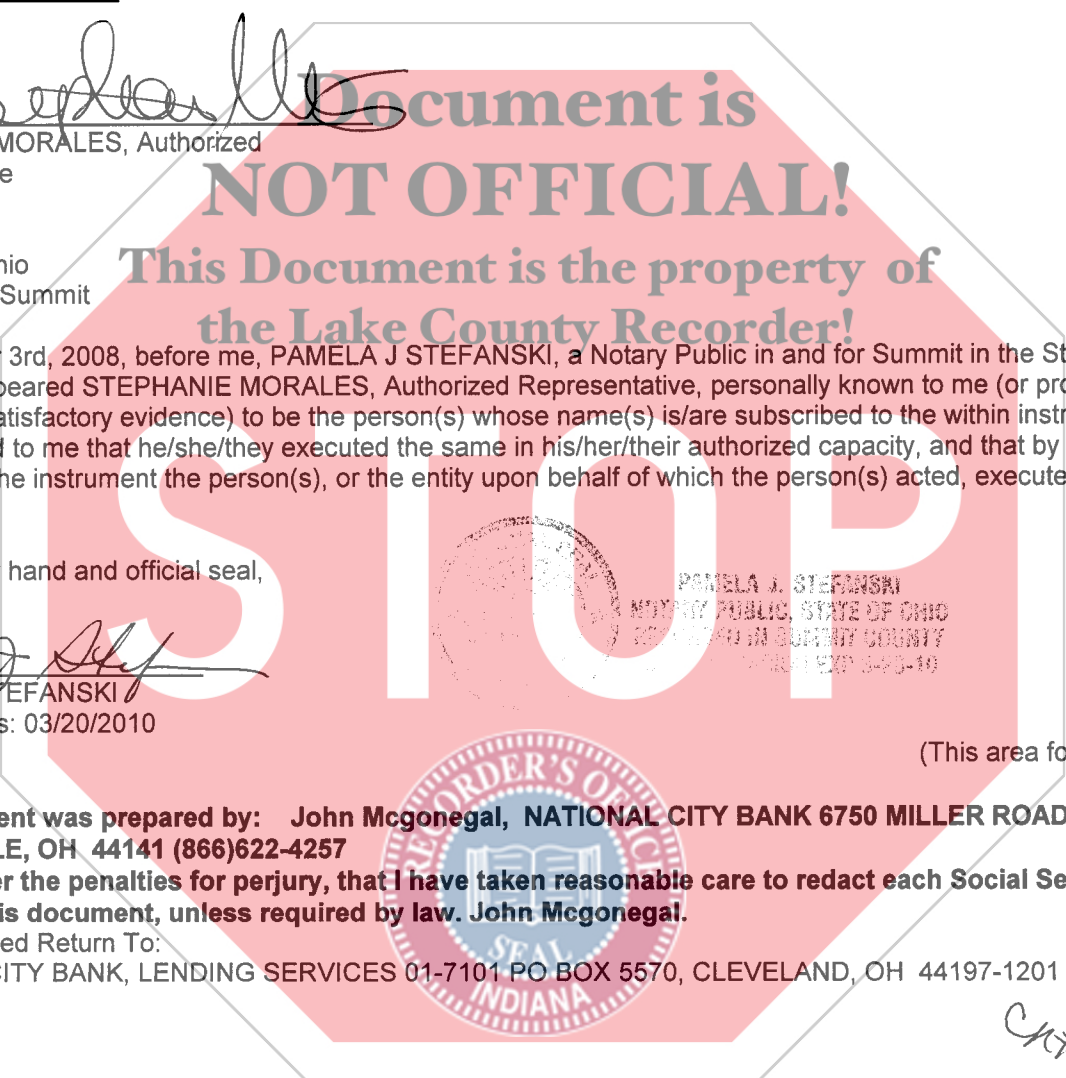 Document is
NOT OFFICIAL!
This Document is the property of
the Lake County Recorder!
STOP
MORALES, Authorized
e
hio
Summit
3rd, 2008, before me, PAMELA J STEFANSKI, a Notary Public in and for Summit in the St
peared STEPHANIE MORALES, Authorized Representative, personally known to me (or pro
atisfactory evidence) to be the person(s) whose name(s) is/are subscribed to the within instr
d to me that he/she/they executed the same in his/her/their authorized capacity, and that by
he instrument the person(s), or the entity upon behalf of which the person(s) acted, execute
hand and official seal,
PAMELA J. STEFANSKI
NOTARY PUBLIC, STATE OF OHIO
IN SUMMIT COUNTY
EFANSKI
s: 03/20/2010
(This area fo
ent was prepared by: John Mcgonegal, NATIONAL CITY BANK 6750 MILLER ROAD
LE, OH 44141 (866)622-4257
er the penalties for perjury, that I have taken reasonable care to redact each Social Se
is document, unless required by law. John Mcgonegal.
ed Return To:
CITY BANK, LENDING SERVICES 01-7101 PO BOX 5570, CLEVELAND, OH 44197-1201
RECORDER'S OFFICE
SEAL
INDIANA